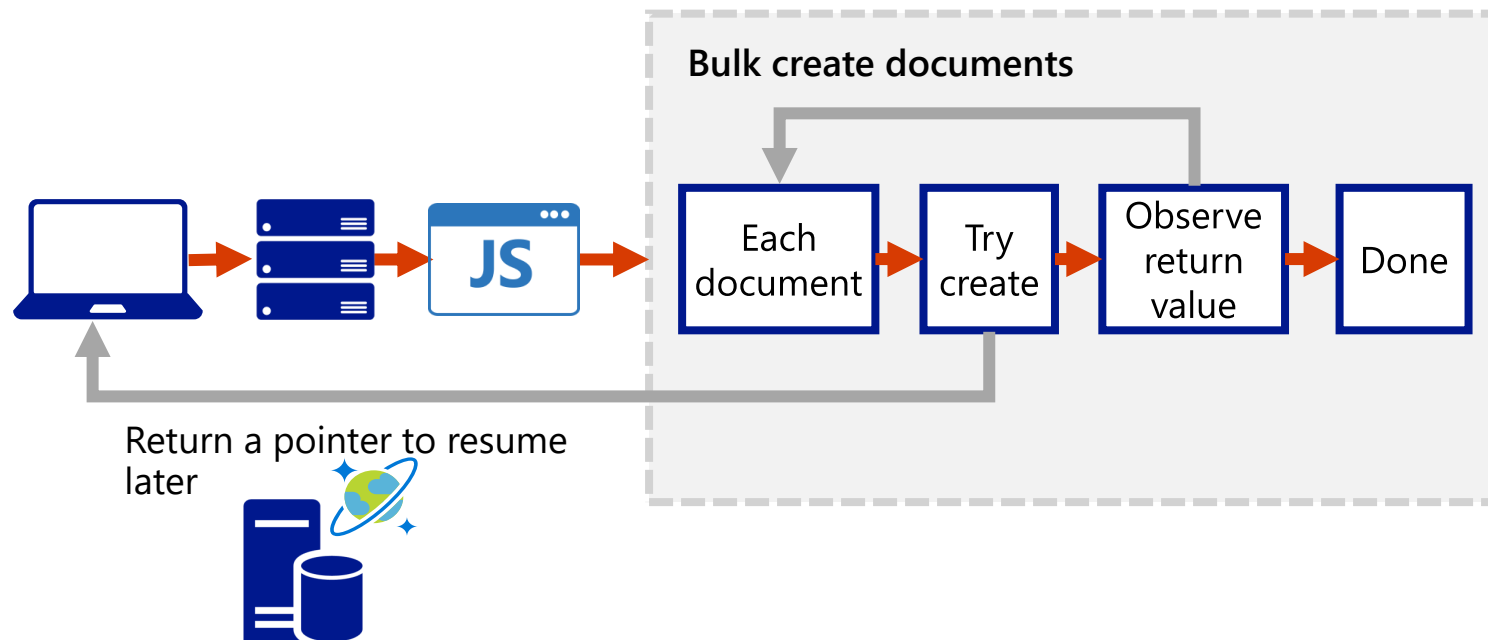 Bulk create documents
JS
Each
document
Try
create
Observe
return
value
Done
Return a pointer to resume
later